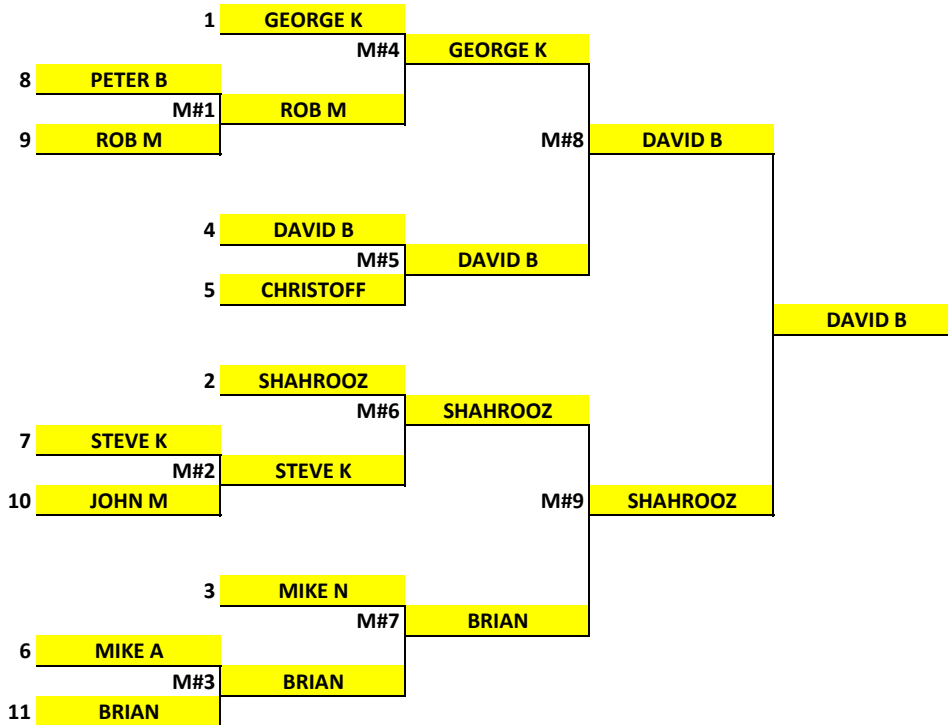 1 GEORGE K
M#4 GEORGE K
8 PETER B
M#1 ROB M
9 ROB M
M#8 DAVID B
4 DAVID B
M#5 DAVID B
5 CHRISTOFF
DAVID B
2 SHAHROOZ
M#6 SHAHROOZ
7 STEVE K
M#2 STEVE K
10 JOHN M
M#9 SHAHROOZ
3 MIKE N
M#7 BRIAN
6 MIKE A
M#3 BRIAN
11 BRIAN